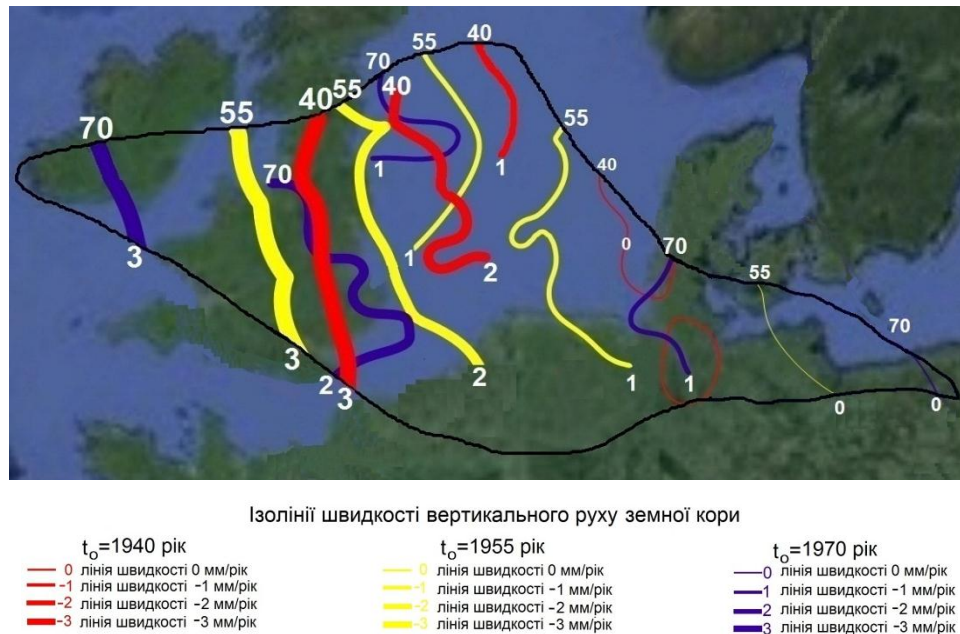 40
55
70
40
55
40
55
70
55
40
70
1
1
3
0
70
1
2
55
70
3
2
3
2
1
1
0
0
Ізолінії швидкості вертикального руху земної кори
t₀=1940 рік
0 лінія швидкості 0 мм/рік
-1 лінія швидкості -1 мм/рік
-2 лінія швидкості -2 мм/рік
-3 лінія швидкості -3 мм/рік
t₀=1955 рік
0 лінія швидкості 0 мм/рік
-1 лінія швидкості -1 мм/рік
-2 лінія швидкості -2 мм/рік
-3 лінія швидкості -3 мм/рік
t₀=1970 рік
0 лінія швидкості 0 мм/рік
1 лінія швидкості -1 мм/рік
2 лінія швидкості -2 мм/рік
3 лінія швидкості -3 мм/рік